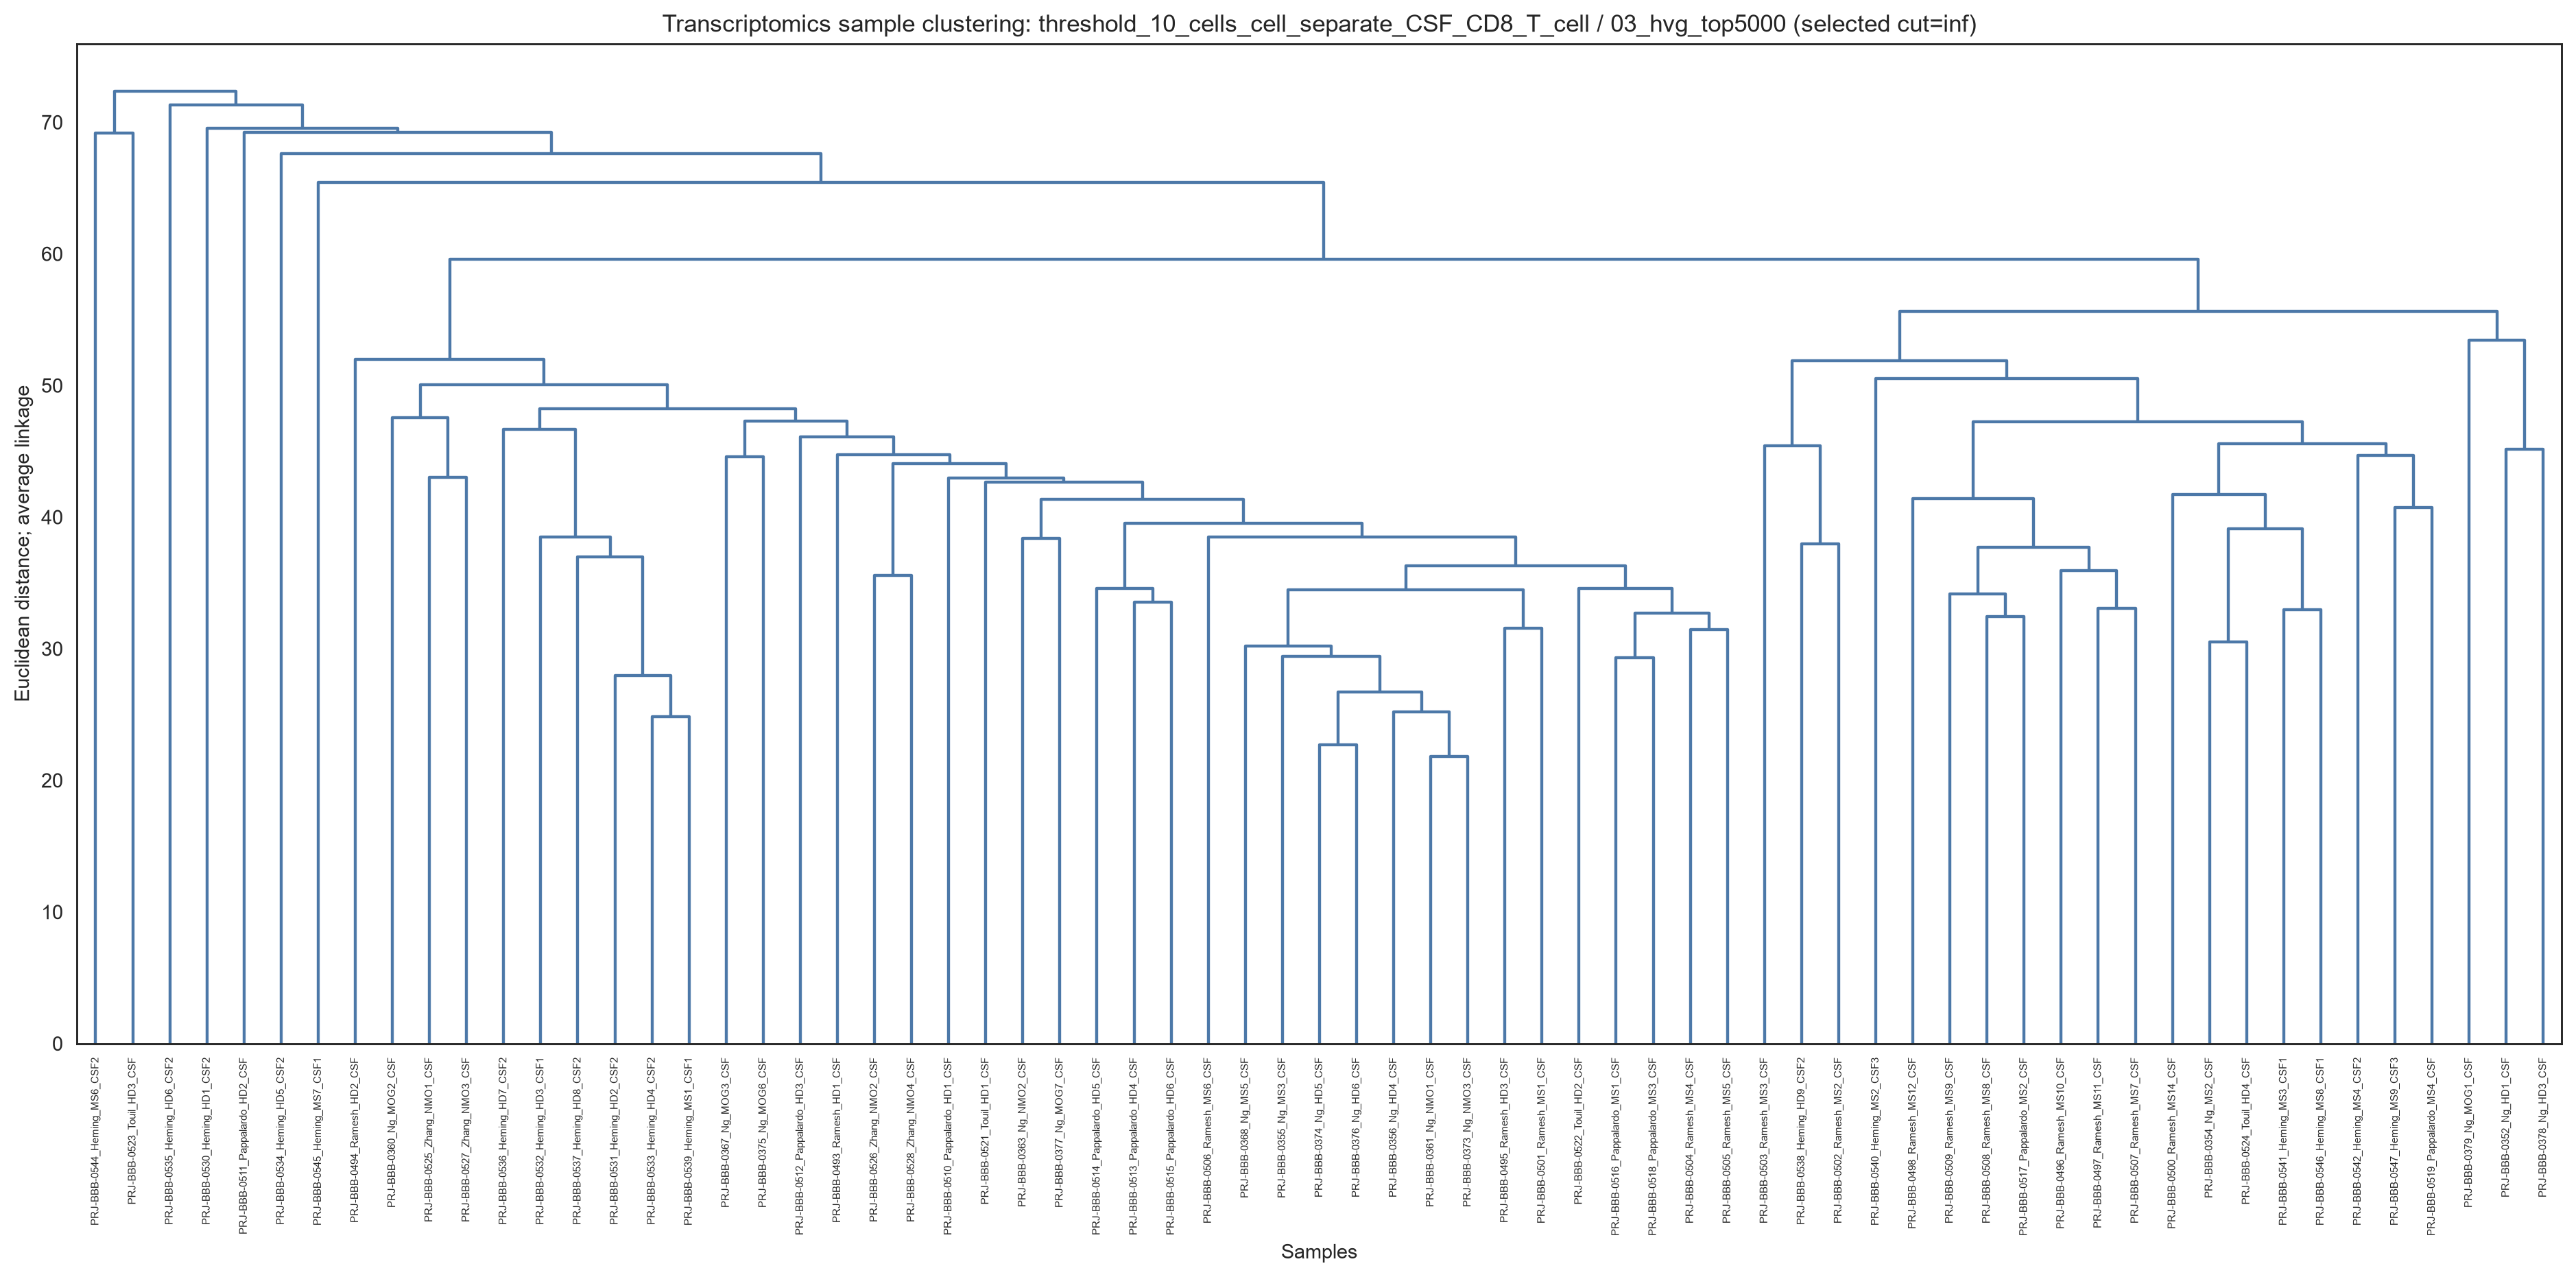 Transcriptomics sample clustering: threshold_10_cells_cell_separate_CSF_CD8_T_cell / 03_hvg_top5000 (selected cut=inf)
Euclidean distance; average linkage
70
60
50
40
30
20
10
0
PRJ-BBB-0544_Heming_MS6_CSF2
PRJ-BBB-0523_Touil_HD3_CSF
PRJ-BBB-0535_Heming_HD6_CSF2
PRJ-BBB-0530_Heming_HD1_CSF2
PRJ-BBB-0511_Pappalardo_HD2_CSF
PRJ-BBB-0534_Heming_HD5_CSF2
PRJ-BBB-0545_Heming_MS7_CSF1
PRJ-BBB-0494_Ramesh_HD2_CSF
PRJ-BBB-0360_Ng_MOG2_CSF
PRJ-BBB-0525_Zhang_NMO1_CSF
PRJ-BBB-0527_Zhang_NMO3_CSF
PRJ-BBB-0536_Heming_HD7_CSF2
PRJ-BBB-0532_Heming_HD3_CSF1
PRJ-BBB-0537_Heming_HD8_CSF2
PRJ-BBB-0531_Heming_HD2_CSF2
PRJ-BBB-0533_Heming_HD4_CSF2
PRJ-BBB-0539_Heming_MS1_CSF1
PRJ-BBB-0367_Ng_MOG3_CSF
PRJ-BBB-0375_Ng_MOG6_CSF
PRJ-BBB-0512_Pappalardo_HD3_CSF
PRJ-BBB-0493_Ramesh_HD1_CSF
PRJ-BBB-0526_Zhang_NMO2_CSF
PRJ-BBB-0528_Zhang_NMO4_CSF
PRJ-BBB-0510_Pappalardo_HD1_CSF
PRJ-BBB-0521_Touil_HD1_CSF
PRJ-BBB-0363_Ng_NMO2_CSF
PRJ-BBB-0377_Ng_MOG7_CSF
PRJ-BBB-0514_Pappalardo_HD5_CSF
PRJ-BBB-0513_Pappalardo_HD4_CSF
PRJ-BBB-0515_Pappalardo_HD6_CSF
PRJ-BBB-0506_Ramesh_MS6_CSF
PRJ-BBB-0368_Ng_MS5_CSF
PRJ-BBB-0355_Ng_MS3_CSF
PRJ-BBB-0374_Ng_HD5_CSF
PRJ-BBB-0376_Ng_HD6_CSF
PRJ-BBB-0356_Ng_HD4_CSF
PRJ-BBB-0361_Ng_NMO1_CSF
PRJ-BBB-0373_Ng_NMO3_CSF
PRJ-BBB-0495_Ramesh_HD3_CSF
PRJ-BBB-0501_Ramesh_MS1_CSF
PRJ-BBB-0522_Touil_HD2_CSF
PRJ-BBB-0516_Pappalardo_MS1_CSF
PRJ-BBB-0518_Pappalardo_MS3_CSF
PRJ-BBB-0504_Ramesh_MS4_CSF
PRJ-BBB-0505_Ramesh_MS5_CSF
PRJ-BBB-0503_Ramesh_MS3_CSF
PRJ-BBB-0538_Heming_HD9_CSF2
PRJ-BBB-0502_Ramesh_MS2_CSF
PRJ-BBB-0540_Heming_MS2_CSF3
PRJ-BBB-0498_Ramesh_MS12_CSF
PRJ-BBB-0509_Ramesh_MS9_CSF
PRJ-BBB-0508_Ramesh_MS8_CSF
PRJ-BBB-0517_Pappalardo_MS2_CSF
PRJ-BBB-0496_Ramesh_MS10_CSF
PRJ-BBB-0497_Ramesh_MS11_CSF
PRJ-BBB-0507_Ramesh_MS7_CSF
PRJ-BBB-0500_Ramesh_MS14_CSF
PRJ-BBB-0354_Ng_MS2_CSF
PRJ-BBB-0524_Touil_HD4_CSF
PRJ-BBB-0541_Heming_MS3_CSF1
PRJ-BBB-0546_Heming_MS8_CSF1
PRJ-BBB-0542_Heming_MS4_CSF2
PRJ-BBB-0547_Heming_MS9_CSF3
PRJ-BBB-0519_Pappalardo_MS4_CSF
PRJ-BBB-0379_Ng_MOG1_CSF
PRJ-BBB-0352_Ng_HD1_CSF
PRJ-BBB-0378_Ng_HD3_CSF
Samples